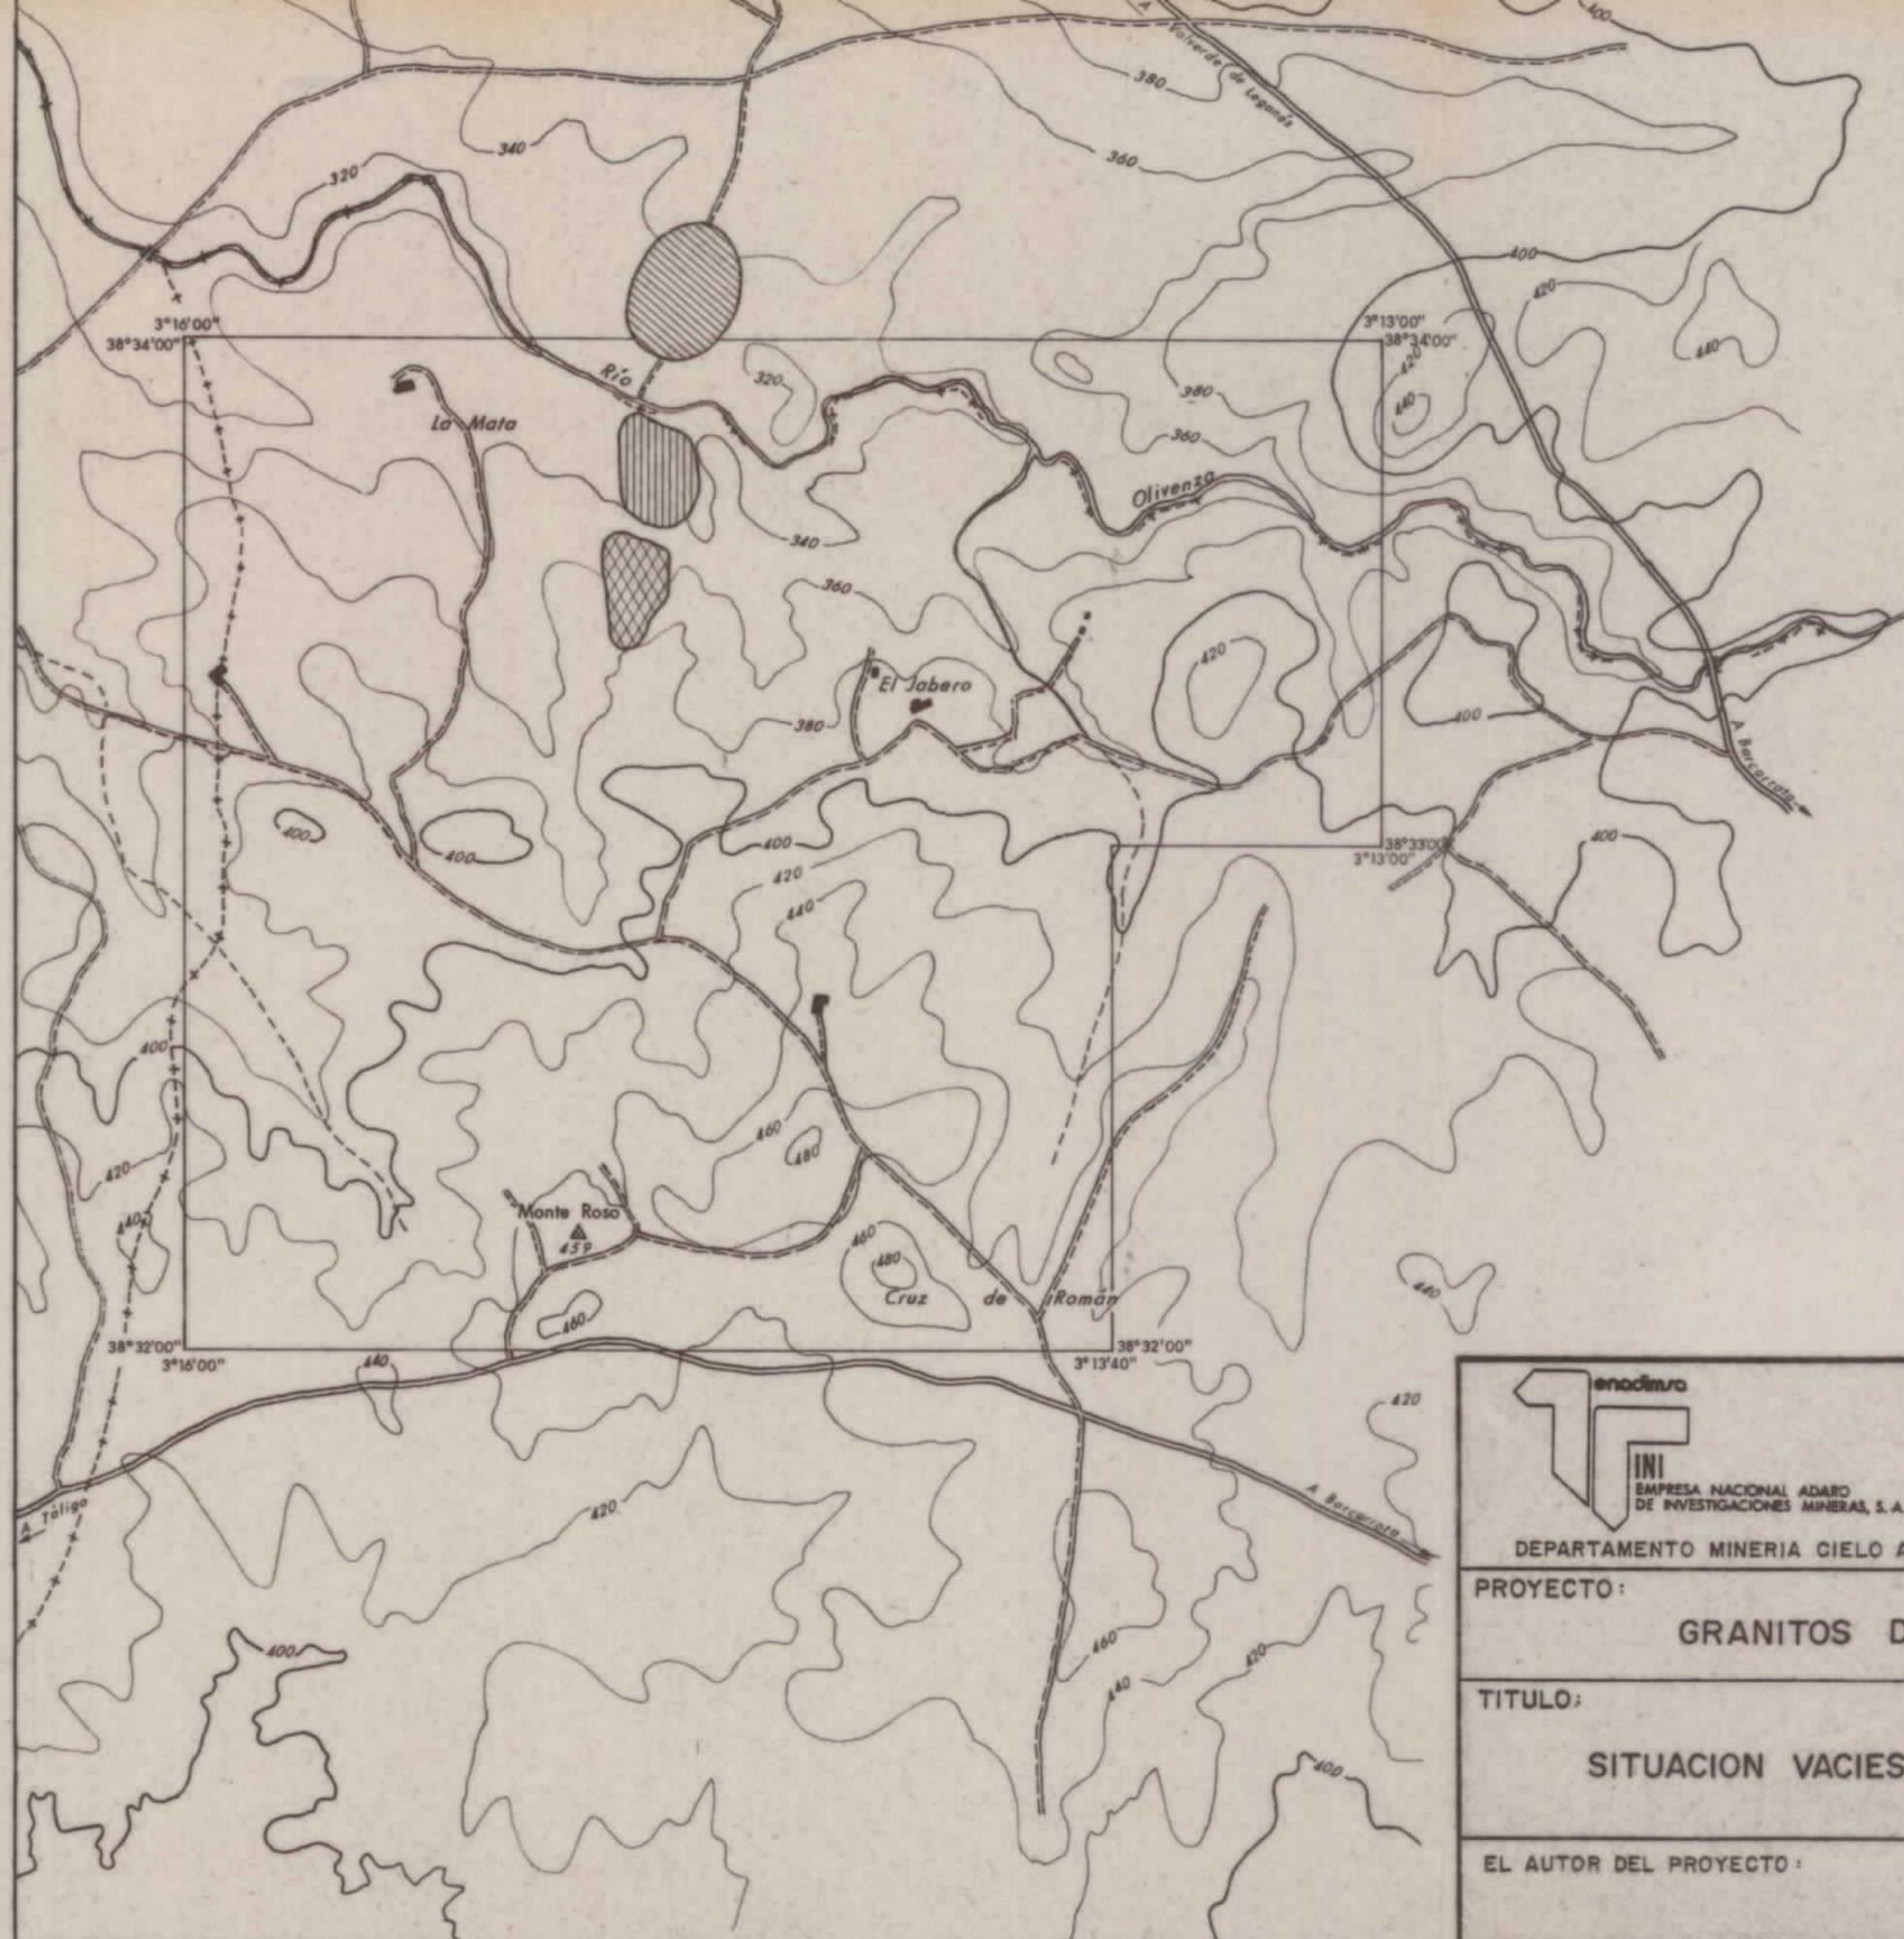 400
A Valverde de Leganés
380
340
360
320
400
420
3°16'00"
3°13'00"
38°34'00"
38°34'00"
440
420
Río
320
380
440
La Mata
360
Olivenza
340
360
420
El Jabero
400
380
A Barcarrota
400
400
400
400
38°33'00"
3°13'00"
420
440
400
460
480
420
Monte Roso
440
459
460
480
Cruz de Román
440
460
38°32'00"
38°32'00"
3°16'00"
440
3°13'40"
420
enadimsa
INI
EMPRESA NACIONAL ADARO
DE INVESTIGACIONES MINERAS, S.A
A Táliga
420
A Barcarrota
DEPARTAMENTO MINERIA CIELO A
PROYECTO:
GRANITOS D
400
460
420
440
TITULO:
SITUACION VACIES
400
EL AUTOR DEL PROYECTO: